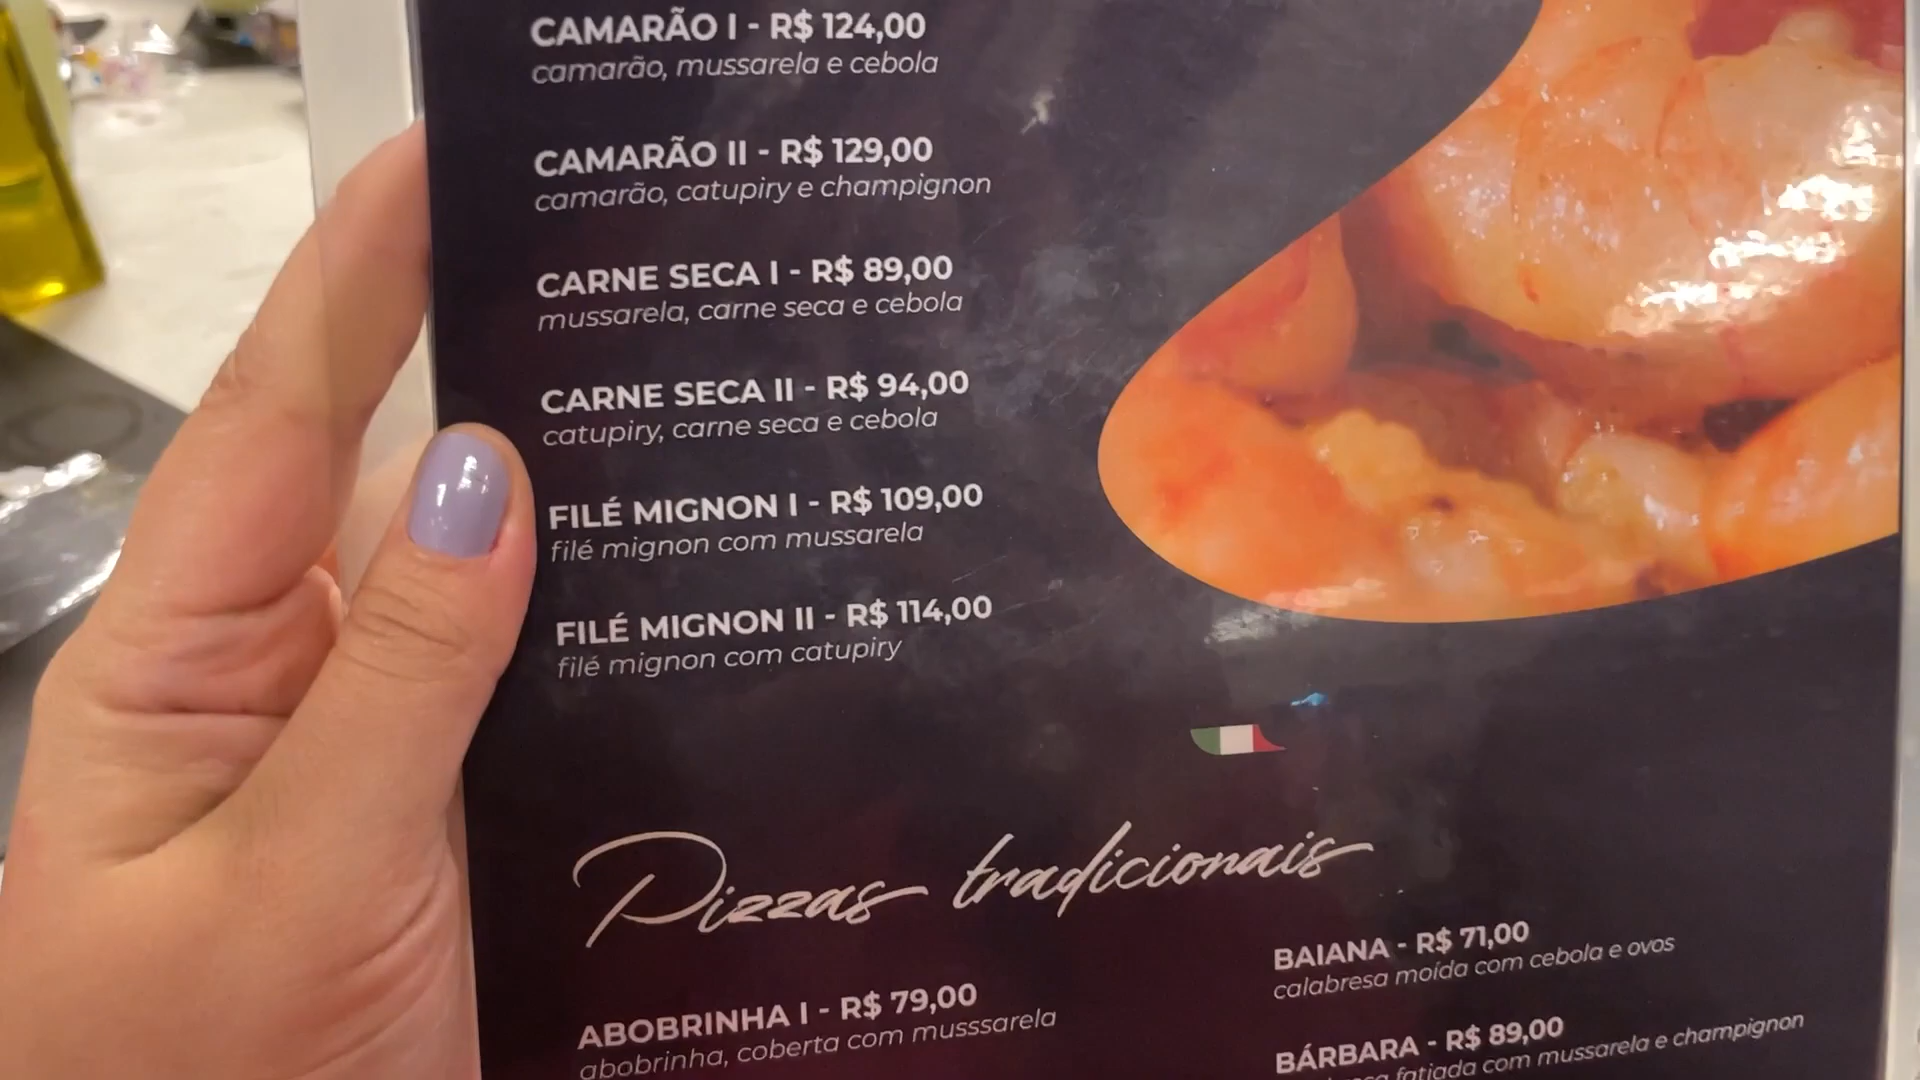 CAMARÃO I - R$ 124,00
camarão, mussarela e cebola
CAMARÃO II - R$ 129,00
camarão, catupiry e champignon
CARNE SECA I - R$ 89,00
mussarela, carne seca e cebola
CARNE SECA II - R$ 94,00
catupiry, carne seca e cebola
FILÉ MIGNON I - R$ 109,00
filé mignon com mussarela
FILÉ MIGNON II - R$ 114,00
filé mignon com catupiry
Pizzas tradicionais
ABOBRINHA I - R$ 79,00
abobrinha, coberta com musssarela
BAIANA - R$ 71,00
calabresa moída com cebola e ovos
BÁRBARA - R$ 89,00
fatiada com mussarela e champignon